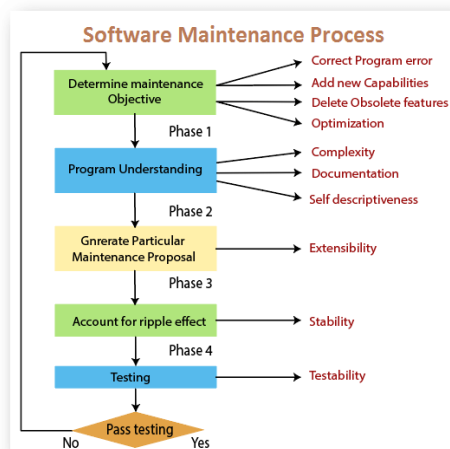 Software Maintenance Process
Determine maintenance
Objective
Correct Program error
Add new Capabilities
Delete Obsolete features
Optimization
Phase 1
Program Understanding
Complexity
Documentation
Self descriptiveness
Phase 2
Gnrerate Particular
Maintenance Proposal
Extensibility
Phase 3
Account for ripple effect
Stability
Phase 4
Testing
Testability
Pass testing
No
Yes